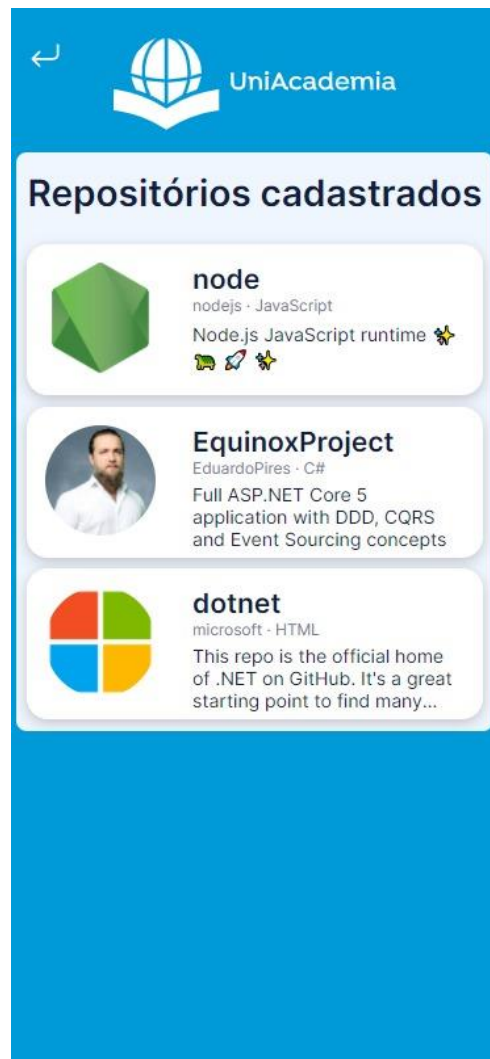 UniAcademia
Repositórios cadastrados
node
nodejs · JavaScript
Node.js JavaScript runtime ✨
🐢 🚀 ✨
EquinoxProject
EduardoPires · C#
Full ASP.NET Core 5
application with DDD, CQRS
and Event Sourcing concepts
dotnet
microsoft · HTML
This repo is the official home
of .NET on GitHub. It's a great
starting point to find many...